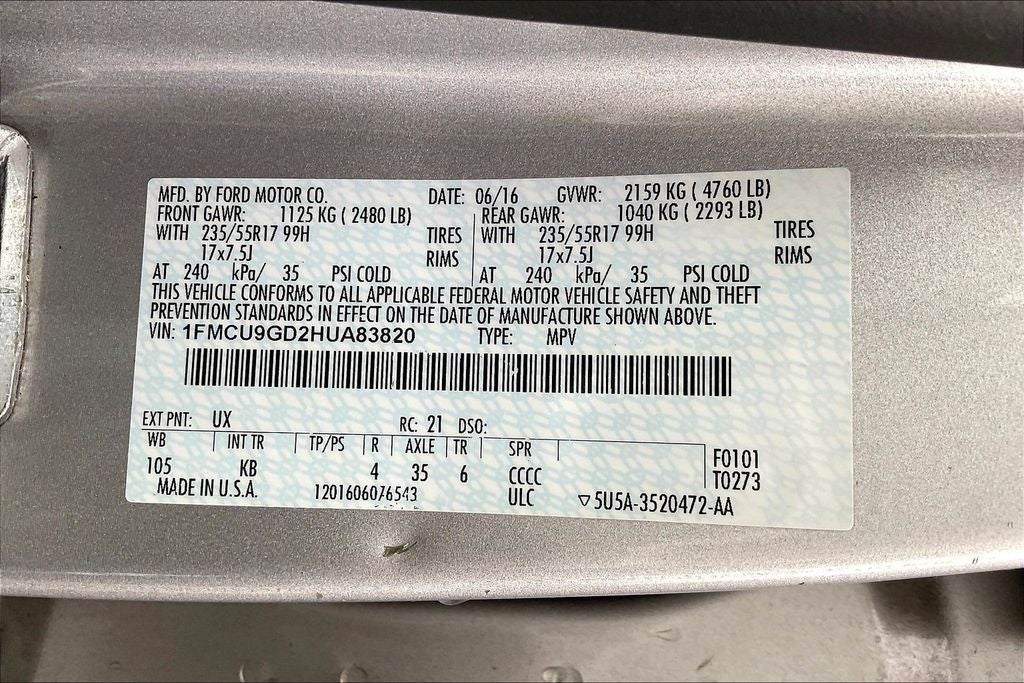 MFD. BY FORD MOTOR CO. DATE: 06/16 GVWR: 2159 KG ( 4760 LB)
FRONT GAWR: 1125 KG ( 2480 LB) REAR GAWR: 1040 KG ( 2293 LB)
WITH 235/55R17 99H TIRES WITH 235/55R17 99H TIRES
17x7.5J RIMS 17x7.5J RIMS
AT 240 kPa/ 35 PSI COLD AT 240 kPa/ 35 PSI COLD
THIS VEHICLE CONFORMS TO ALL APPLICABLE FEDERAL MOTOR VEHICLE SAFETY AND THEFT
PREVENTION STANDARDS IN EFFECT ON THE DATE OF MANUFACTURE SHOWN ABOVE.
VIN: 1FMCU9GD2HUA83820 TYPE: MPV
EXT PNT: UX RC: 21 DSO:
WB INT TR TP/PS R AXLE TR SPR
105 KB 4 35 6 CCCC F0101
T0273
MADE IN U.S.A. 1201606076543 ULC ▽5U5A-3520472-AA